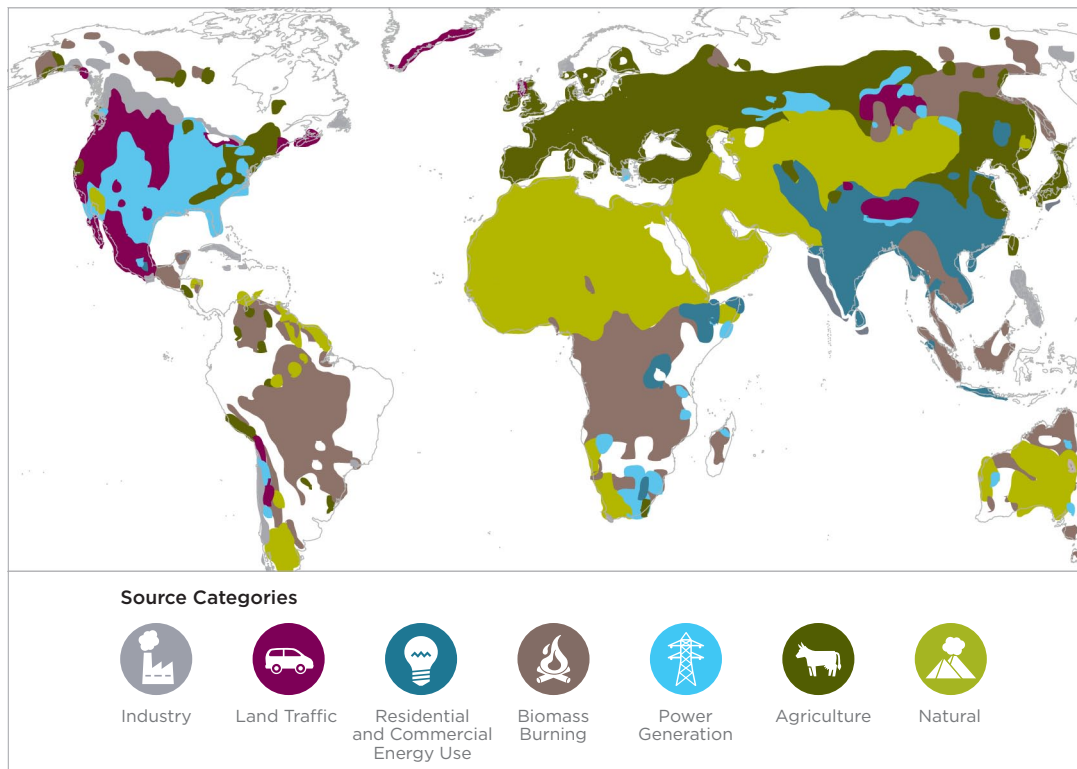 Source Categories
Industry
Land Traffic
Residential
and Commercial
Energy Use
Biomass
Burning
Power
Generation
Agriculture
Natural